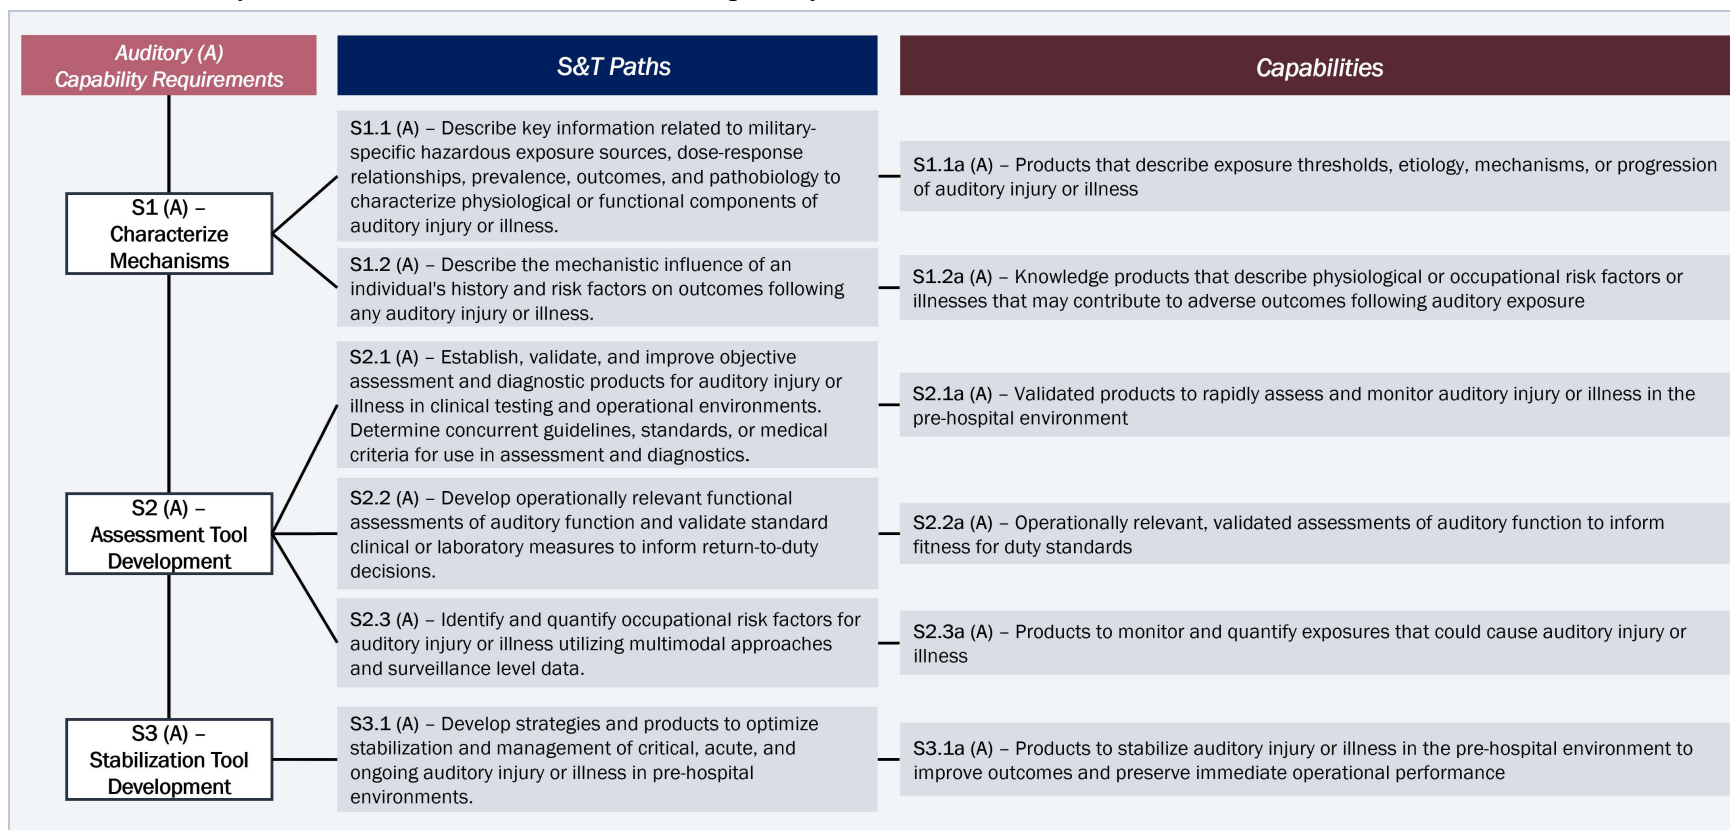 Auditory (A)
Capability Requirements
S&T Paths
Capabilities
S1 (A) –
Characterize
Mechanisms
S1.1 (A) – Describe key information related to military-
specific hazardous exposure sources, dose-response
relationships, prevalence, outcomes, and pathobiology to
characterize physiological or functional components of
auditory injury or illness.
S1.1a (A) – Products that describe exposure thresholds, etiology, mechanisms, or progression
of auditory injury or illness
S1.2 (A) – Describe the mechanistic influence of an
individual's history and risk factors on outcomes following
any auditory injury or illness.
S1.2a (A) – Knowledge products that describe physiological or occupational risk factors or
illnesses that may contribute to adverse outcomes following auditory exposure
S2 (A) –
Assessment Tool
Development
S2.1 (A) – Establish, validate, and improve objective
assessment and diagnostic products for auditory injury or
illness in clinical testing and operational environments.
Determine concurrent guidelines, standards, or medical
criteria for use in assessment and diagnostics.
S2.1a (A) – Validated products to rapidly assess and monitor auditory injury or illness in the
pre-hospital environment
S2.2 (A) – Develop operationally relevant functional
assessments of auditory function and validate standard
clinical or laboratory measures to inform return-to-duty
decisions.
S2.2a (A) – Operationally relevant, validated assessments of auditory function to inform
fitness for duty standards
S2.3 (A) – Identify and quantify occupational risk factors for
auditory injury or illness utilizing multimodal approaches
and surveillance level data.
S2.3a (A) – Products to monitor and quantify exposures that could cause auditory injury or
illness
S3 (A) –
Stabilization Tool
Development
S3.1 (A) – Develop strategies and products to optimize
stabilization and management of critical, acute, and
ongoing auditory injury or illness in pre-hospital
environments.
S3.1a (A) – Products to stabilize auditory injury or illness in the pre-hospital environment to
improve outcomes and preserve immediate operational performance